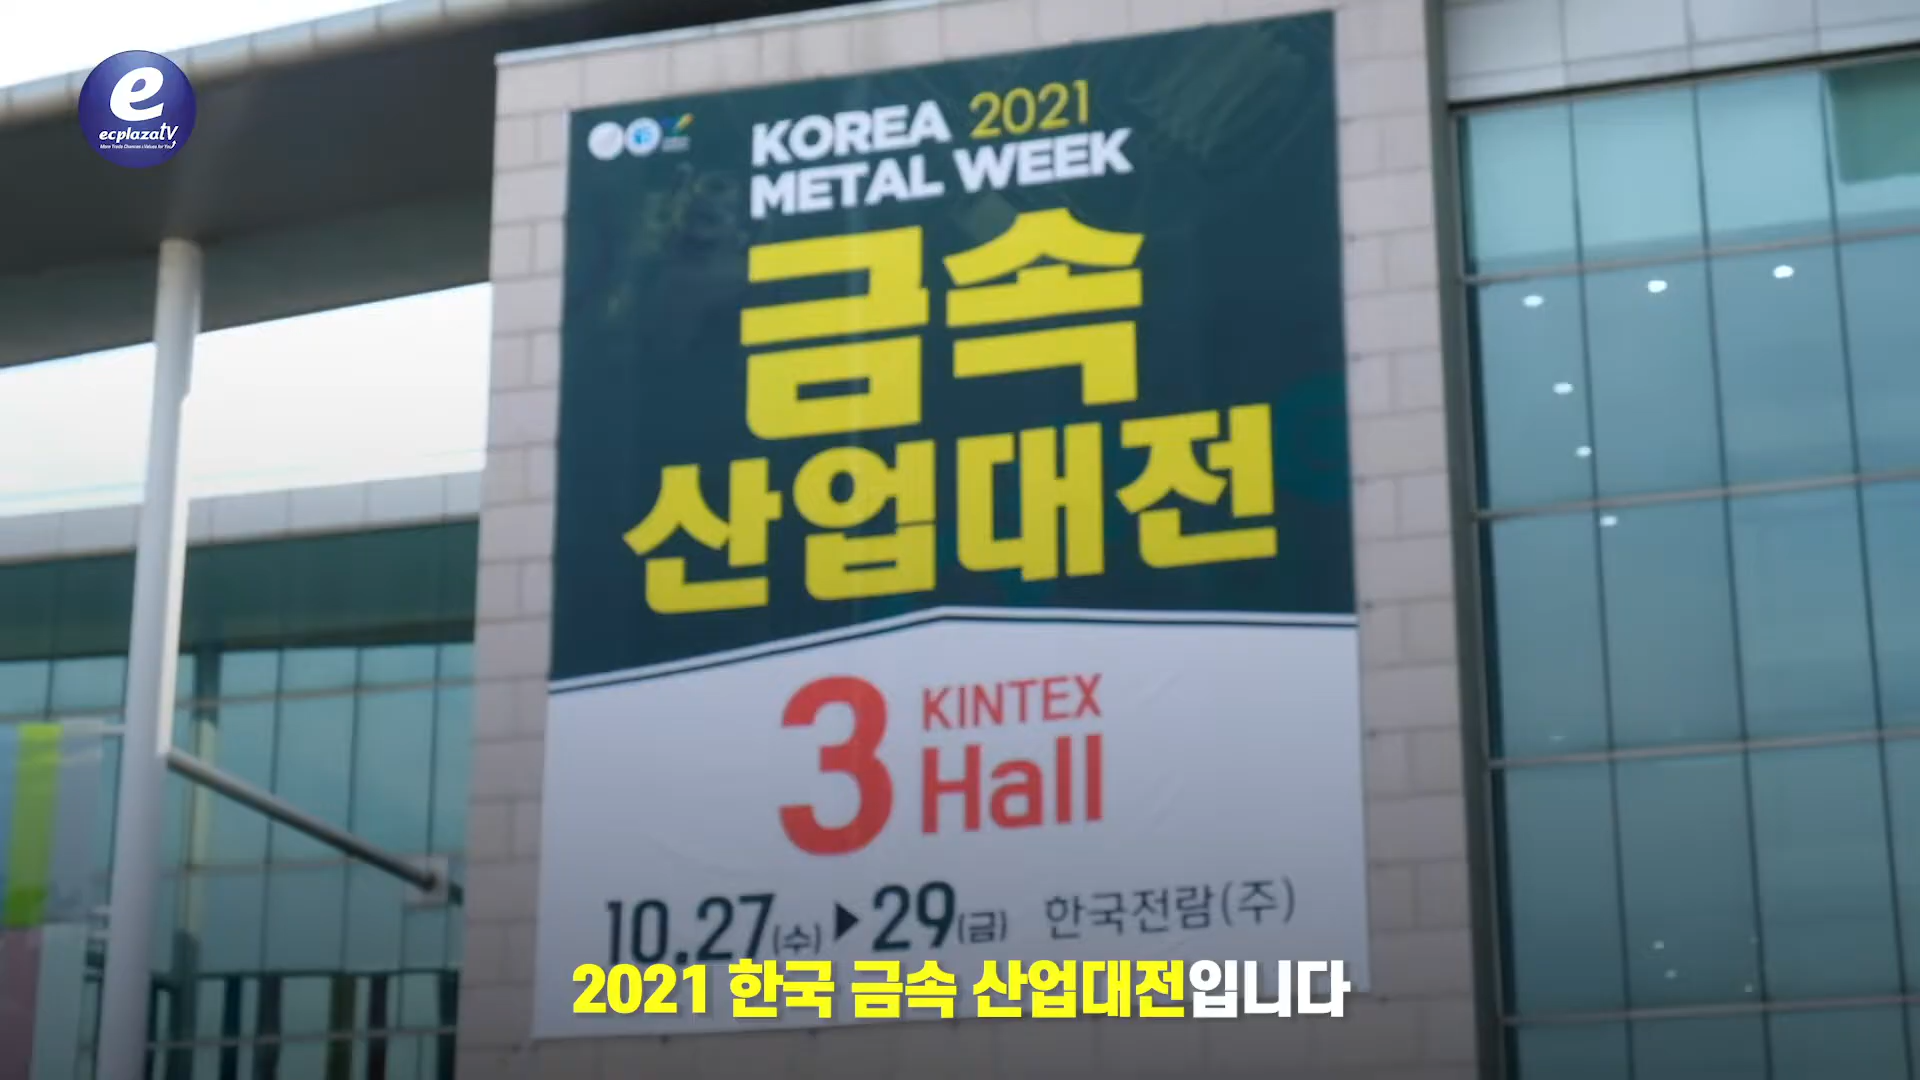 e
ecplazatv
KOREA 2021
METAL WEEK
금속
산업대전
3 KINTEX
Hall
10.27(수)▶29(금) 한국전람(주)
2021 한국 금속 산업대전입니다